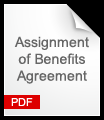 Assignment
of Benefits
Agreement
PDF